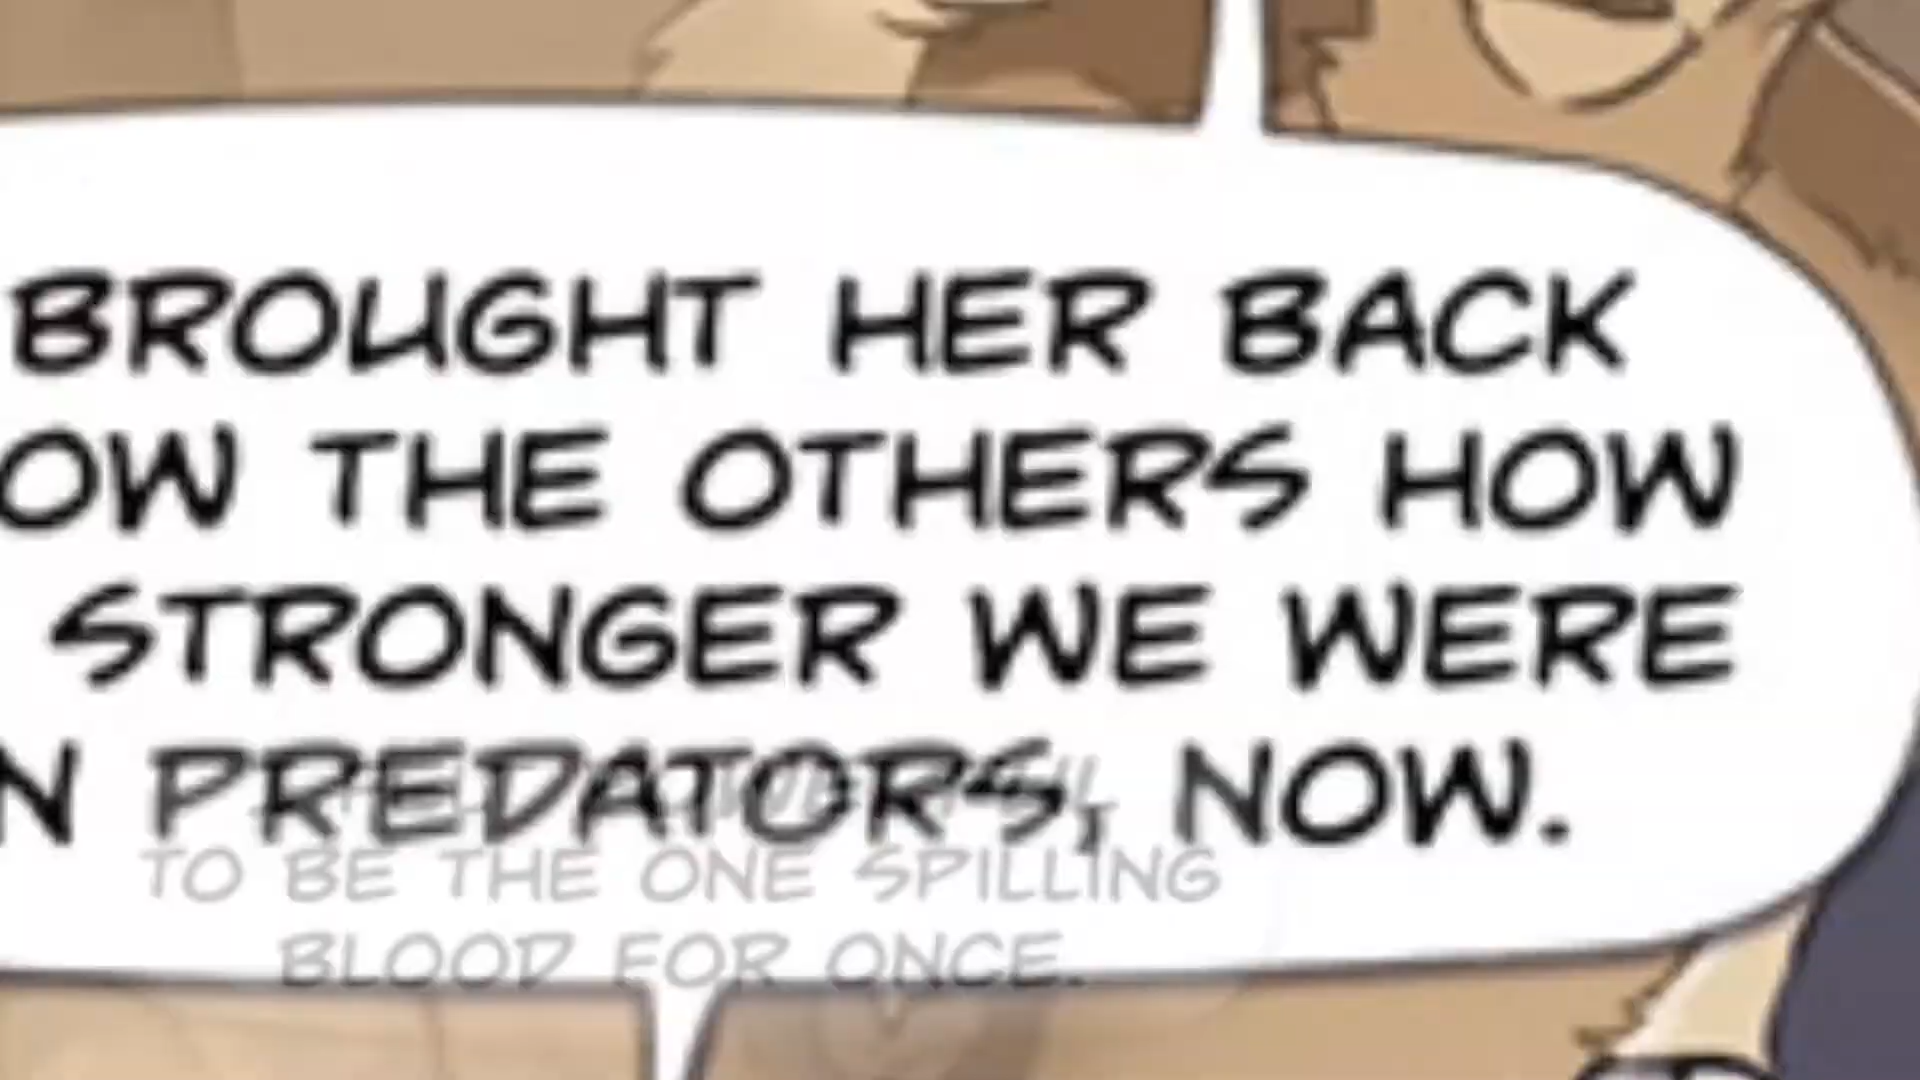 BROUGHT HER BACK
OW THE OTHERS HOW
STRONGER WE WERE
N PREDATORS, NOW.
TO BE THE ONE SPILLING
BLOOD FOR ONCE.